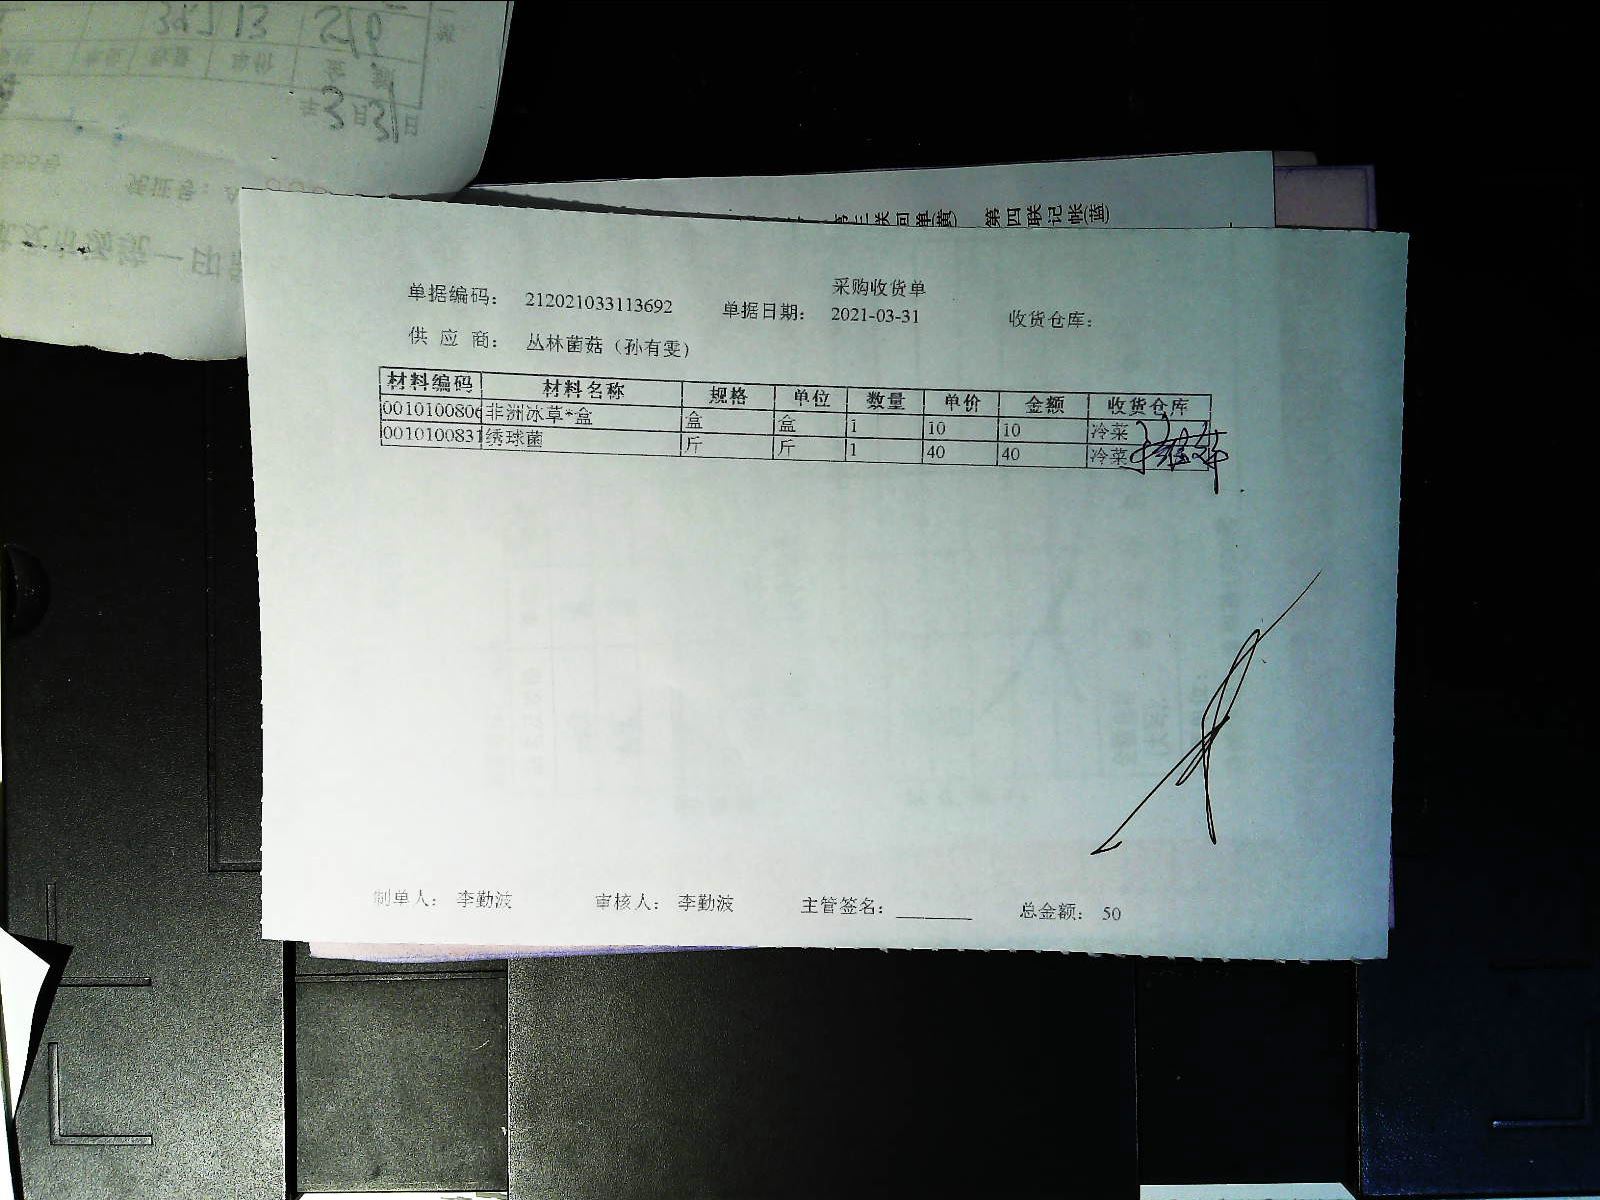 第四联记帐(蓝)
采购收货单
单据编码: 212021033113692 单据日期: 2021-03-31 收货仓库:
供 应 商: 丛林菌菇（孙有雯）
材料编码 材料名称 规格 单位 数量 单价 金额 收货仓库
0010100806 非洲冰草*盒 盒 盒 1 10 10 冷菜
0010100831 绣球菌 斤 斤 1 40 40 冷菜
制单人: 李勤波 审核人: 李勤波 主管签名: ________ 总金额: 50